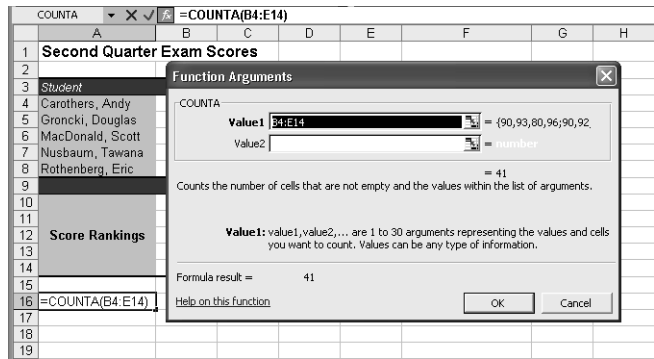 COUNTA fx =COUNTA(B4:E14)
A B C D E F G H
1 Second Quarter Exam Scores
2
3 Student
4 Carothers, Andy
5 Groncki, Douglas
6 MacDonald, Scott
7 Nusbaum, Tawana
8 Rothenberg, Eric
9
10
11
12 Score Rankings
13
14
15
16 =COUNTA(B4:E14)
17
18
19
Function Arguments
COUNTA
Value1 B4:E14 = {90,93,80,96;90,92,
Value2 = number
= 41
Counts the number of cells that are not empty and the values within the list of arguments.
Value1: value1,value2,... are 1 to 30 arguments representing the values and cells
you want to count. Values can be any type of information.
Formula result = 41
Help on this function OK Cancel